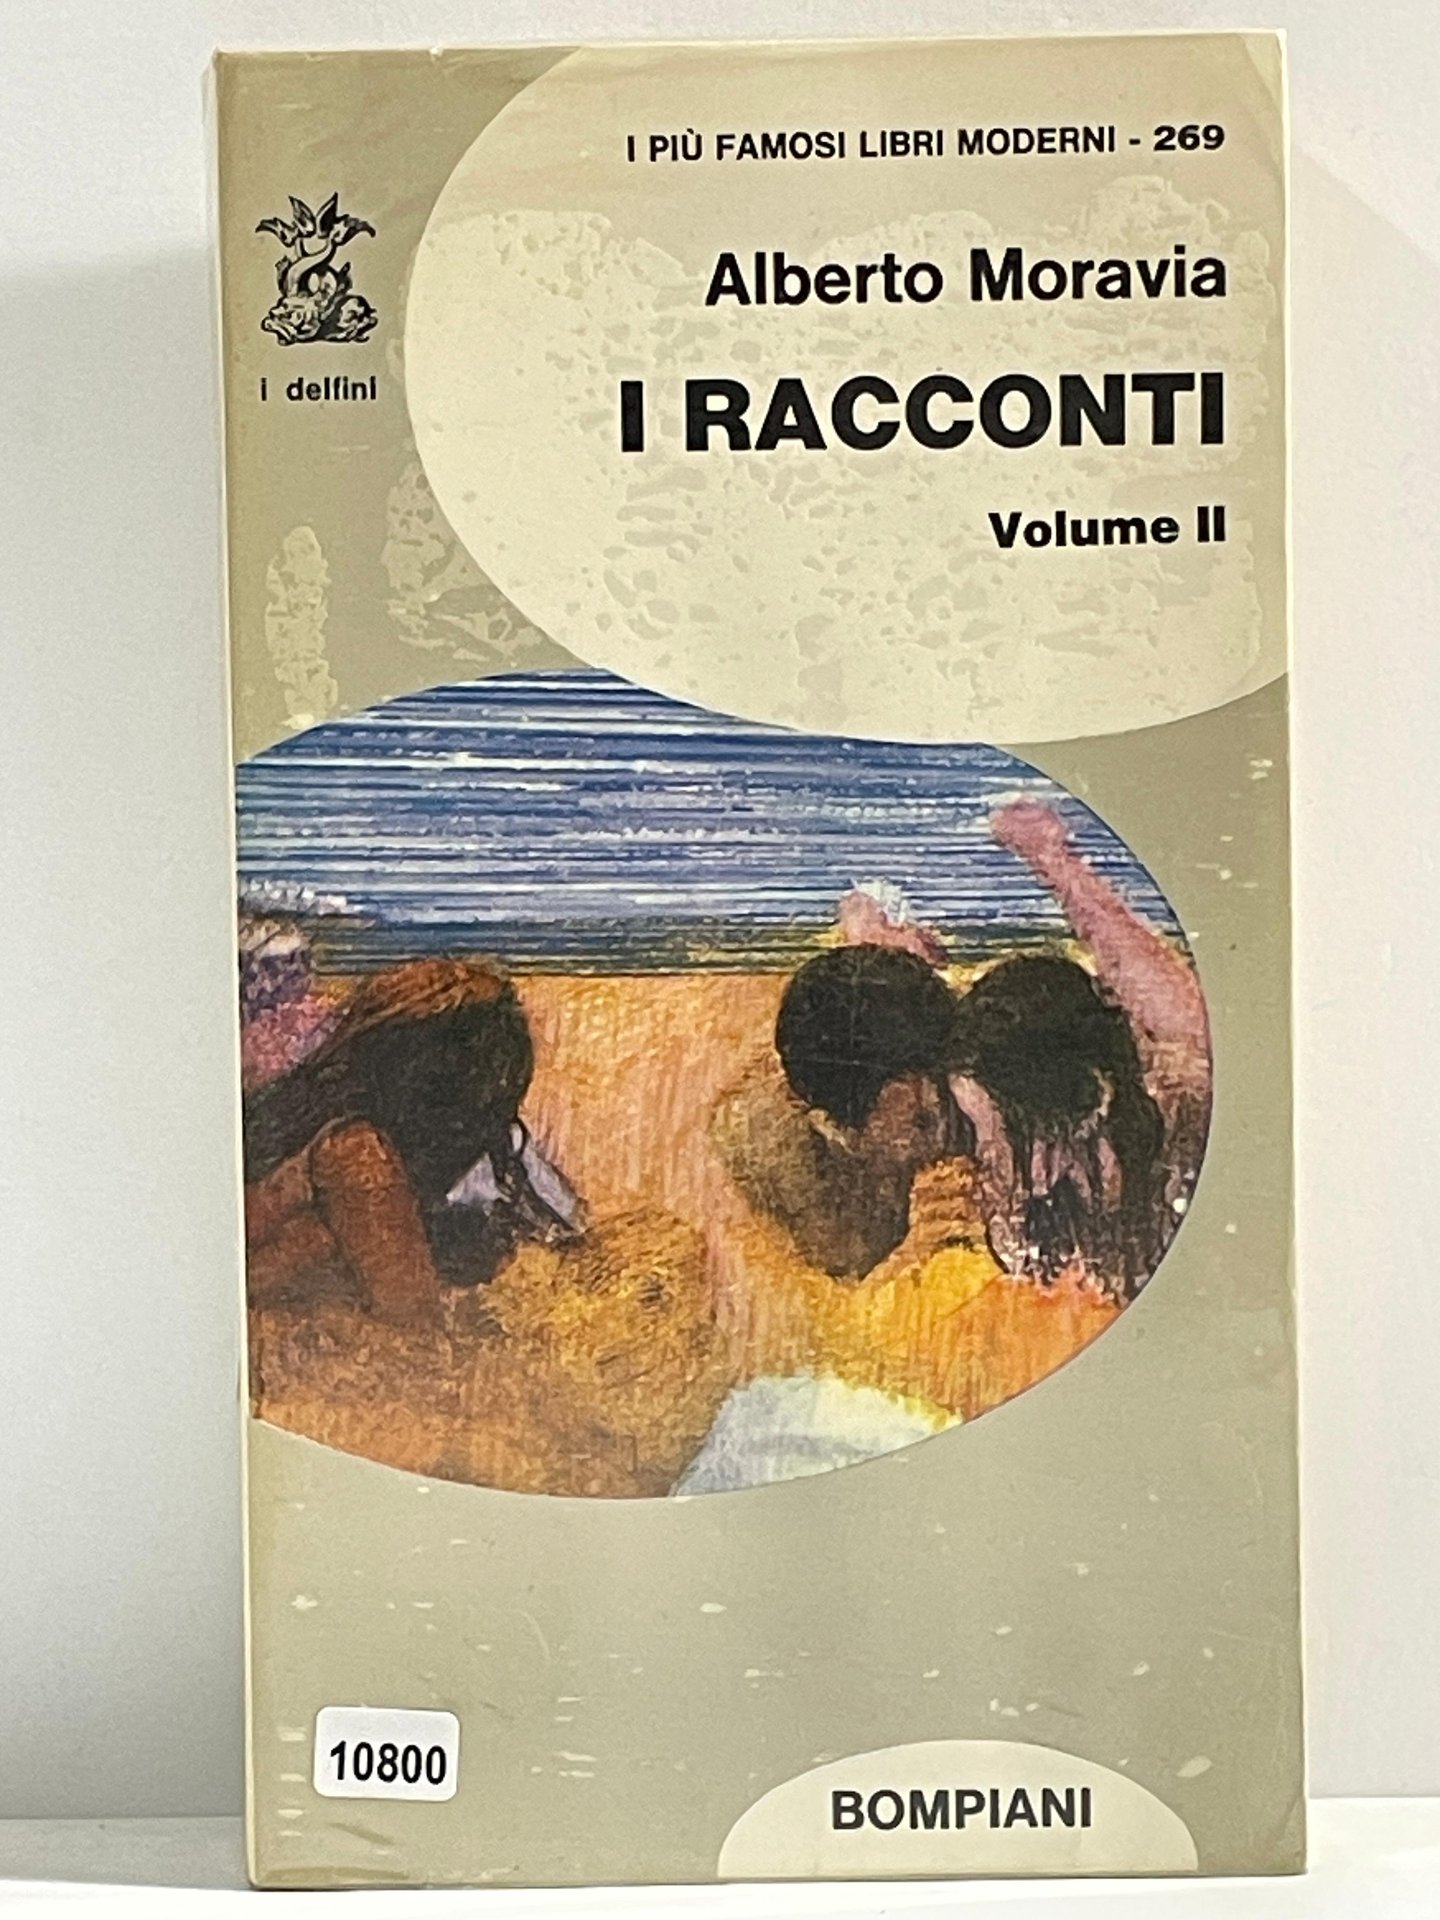 I PIÙ FAMOSI LIBRI MODERNI - 269
Alberto Moravia
i delfini
I RACCONTI
Volume II
10800
BOMPIANI